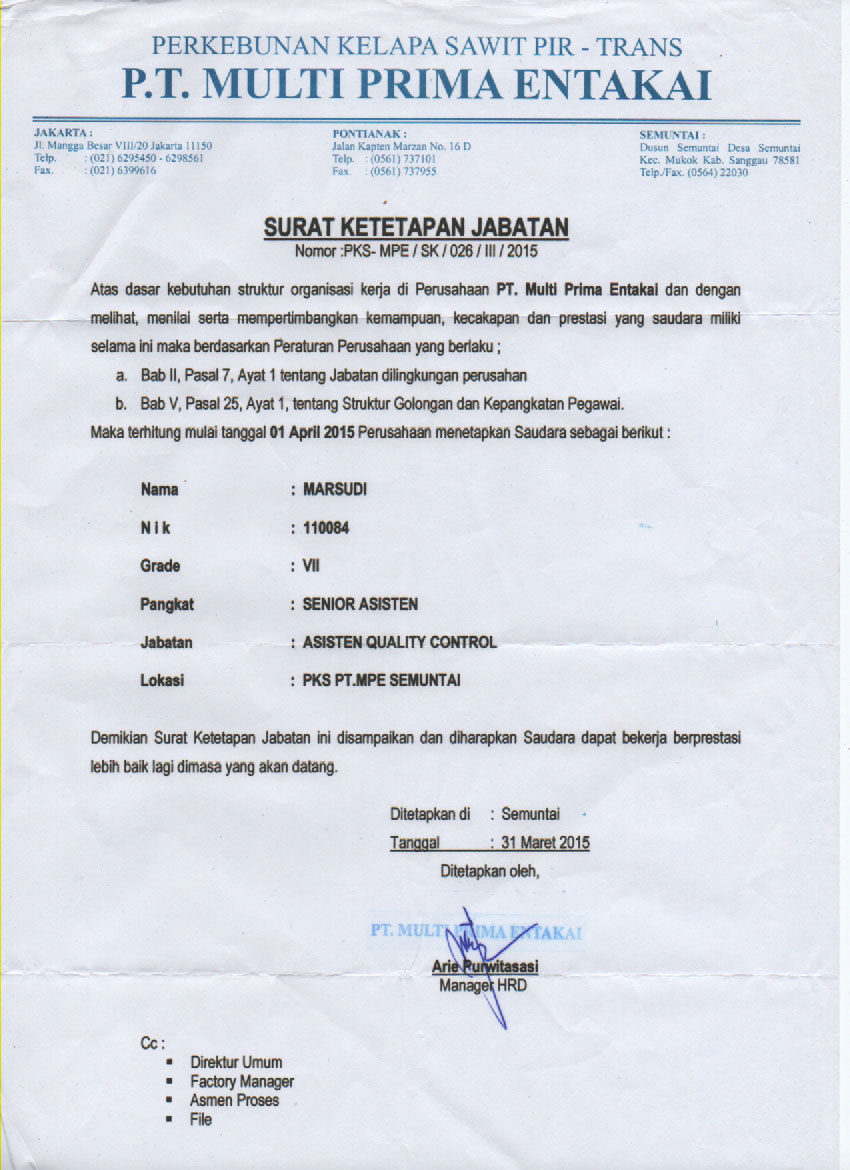 PERKEBUNAN KELAPA SAWIT PIR - TRANS
P.T. MULTI PRIMA ENTAKAI
JAKARTA :
Jl. Mangga Besar VIII/20 Jakarta 11150
Telp. : (021) 6295450 - 6298561
Fax. : (021) 6399616
PONTIANAK :
Jalan Kapten Marzan No. 16 D
Telp. : (0561) 737101
Fax. : (0561) 737955
SEMUNTAI :
Dusun Semuntai Desa Semuntai
Kec. Mukok Kab. Sanggau 78581
Telp./Fax. (0564) 22030
SURAT KETETAPAN JABATAN
Nomor :PKS- MPE / SK / 026 / III / 2015
Atas dasar kebutuhan struktur organisasi kerja di Perusahaan PT. Multi Prima Entakai dan dengan
melihat, menilai serta mempertimbangkan kemampuan, kecakapan dan prestasi yang saudara miliki
selama ini maka berdasarkan Peraturan Perusahaan yang berlaku ;
a. Bab II, Pasal 7, Ayat 1 tentang Jabatan dilingkungan perusahan
b. Bab V, Pasal 25, Ayat 1, tentang Struktur Golongan dan Kepangkatan Pegawai.
Maka terhitung mulai tanggal 01 April 2015 Perusahaan menetapkan Saudara sebagai berikut :
Nama : MARSUDI
N i k : 110084
Grade : VII
Pangkat : SENIOR ASISTEN
Jabatan : ASISTEN QUALITY CONTROL
Lokasi : PKS PT.MPE SEMUNTAI
Demikian Surat Ketetapan Jabatan ini disampaikan dan diharapkan Saudara dapat bekerja berprestasi
lebih baik lagi dimasa yang akan datang.
Ditetapkan di : Semuntai
Tanggal : 31 Maret 2015
Ditetapkan oleh,
PT. MULTI PRIMA ENTAKAI
Arie Purwitasasi
Manager HRD
Cc :
▪ Direktur Umum
▪ Factory Manager
▪ Asmen Proses
▪ File